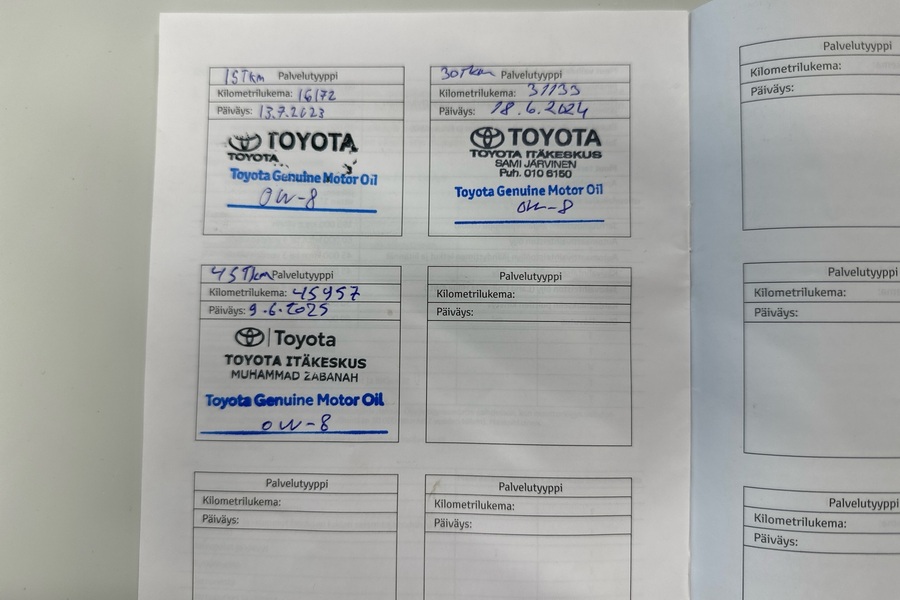 15Tkm Palvelutyyppi
Kilometrilukema: 16172
Päiväys: 13.7.2023
TOYOTA
TOYOTA
Toyota Genuine Motor Oil
0W-8
30Tkm Palvelutyyppi
Kilometrilukema: 31133
Päiväys: 18.6.2024
TOYOTA
TOYOTA ITÄKESKUS
SAMI JÄRVINEN
Puh. 010 6150
Toyota Genuine Motor Oil
0W-8
45Tkm Palvelutyyppi
Kilometrilukema: 45957
Päiväys: 9.6.2025
Toyota
TOYOTA ITÄKESKUS
MUHAMMAD ZABANAH
Toyota Genuine Motor Oil
0W-8
Palvelutyyppi
Kilometrilukema:
Päiväys:
Palvelutyyppi
Kilometrilukema:
Päiväys:
Palvelutyyppi
Kilometrilukema:
Päiväys:
Palvelutyyppi
Kilometrilukema:
Päiväys:
Palvelutyyppi
Kilometrilukema:
Päiväys:
Palvelutyyppi
Kilometrilukema:
Päiväys: